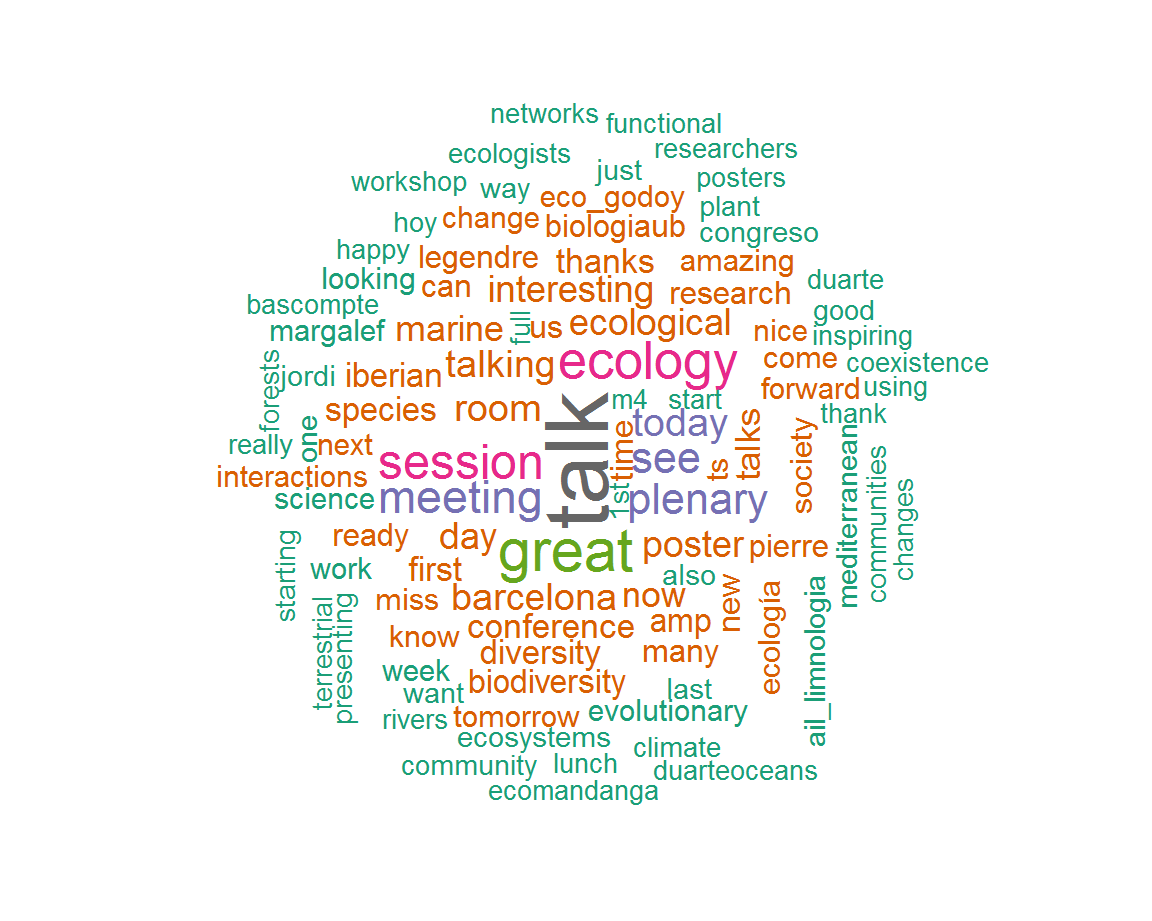 networks
functional
ecologists
researchers
just
workshop
way
posters
eco_godoy
plant
hoy
change
biologiaub
congreso
happy
legendre
thanks
amazing
looking
can
interesting
research
duarte
bascompte
good
margalef
marine
full
us
ecological
nice
inspiring
forests
jordi
iberian
talking
ecology
come
coexistence
species
room
talk
m4
start
forward
using
really
one
next
time
today
talks
society
thank
interactions
session
see
ts
mediterranean
communities
science
meeting
1st
plenary
changes
starting
ready
day
great
poster
pierre
work
first
also
terrestrial
presenting
miss
barcelona
now
new
ecología
ail_limnologia
know
conference
amp
diversity
many
week
want
biodiversity
last
rivers
tomorrow
evolutionary
ecosystems
climate
community
lunch
duarteoceans
ecomandanga